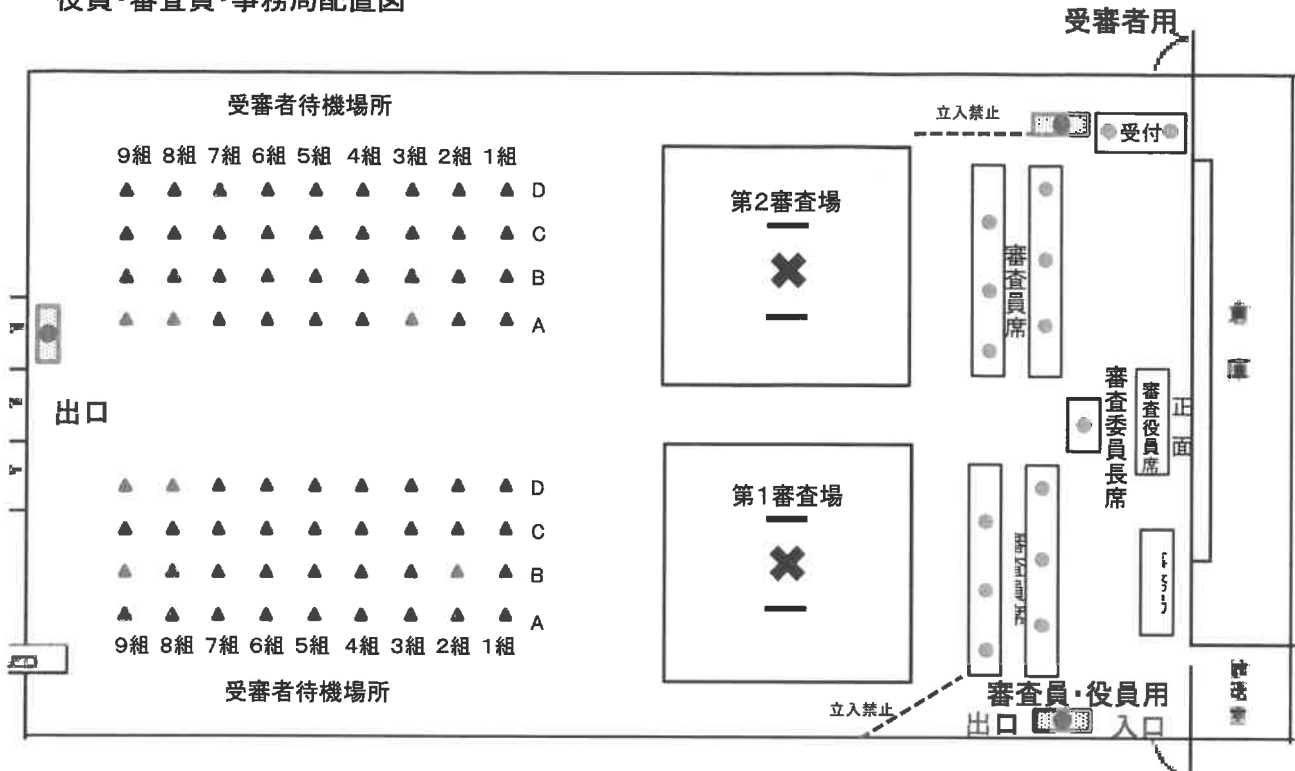 役員・審査員・事務局配置図
受審者用
受審者待機場所
立入禁止
受付
9組 8組 7組 6組 5組 4組 3組 2組 1組
D
C
B
A
第2審査場
審査員席
出口
審査委員長席
審査役員席
正面
第1審査場
D
C
B
A
審査員席
9組 8組 7組 6組 5組 4組 3組 2組 1組
受審者待機場所
立入禁止
審査員・役員用
出口 入口